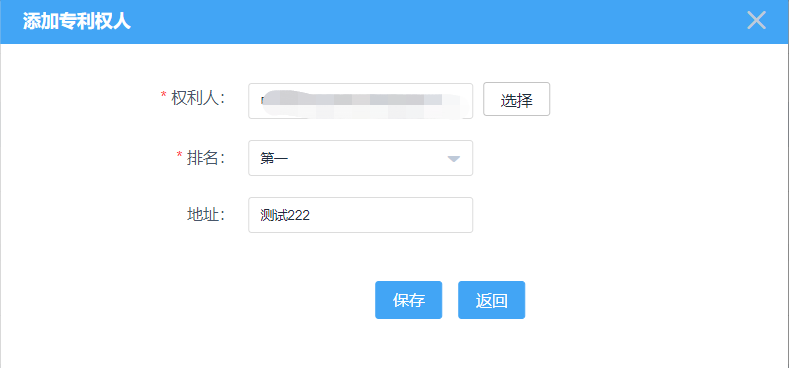 添加专利权人
* 权利人： 选择
* 排名： 第一
地址： 测试222
保存 返回